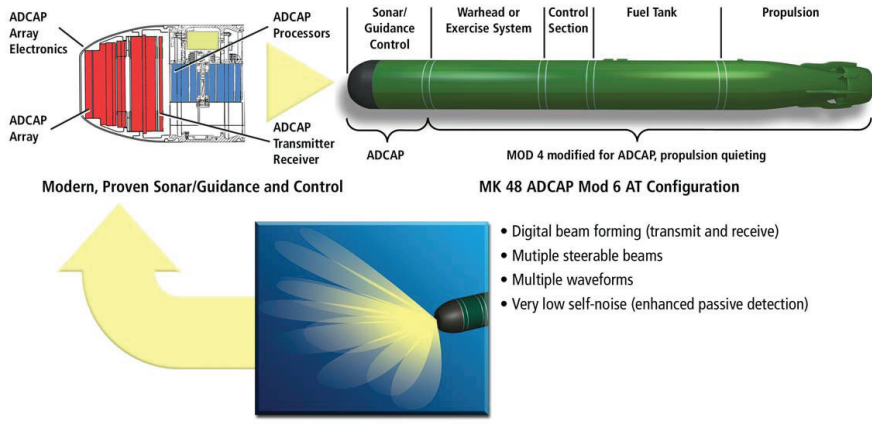 ADCAP
Array
Electronics
ADCAP
Processors
ADCAP
Array
ADCAP
Transmitter
Receiver
Sonar/
Guidance
Control
Warhead or
Exercise System
Control
Section
Fuel Tank
Propulsion
ADCAP
MOD 4 modified for ADCAP, propulsion quieting
Modern, Proven Sonar/Guidance and Control
MK 48 ADCAP Mod 6 AT Configuration
• Digital beam forming (transmit and receive)
• Mutiple steerable beams
• Multiple waveforms
• Very low self-noise (enhanced passive detection)